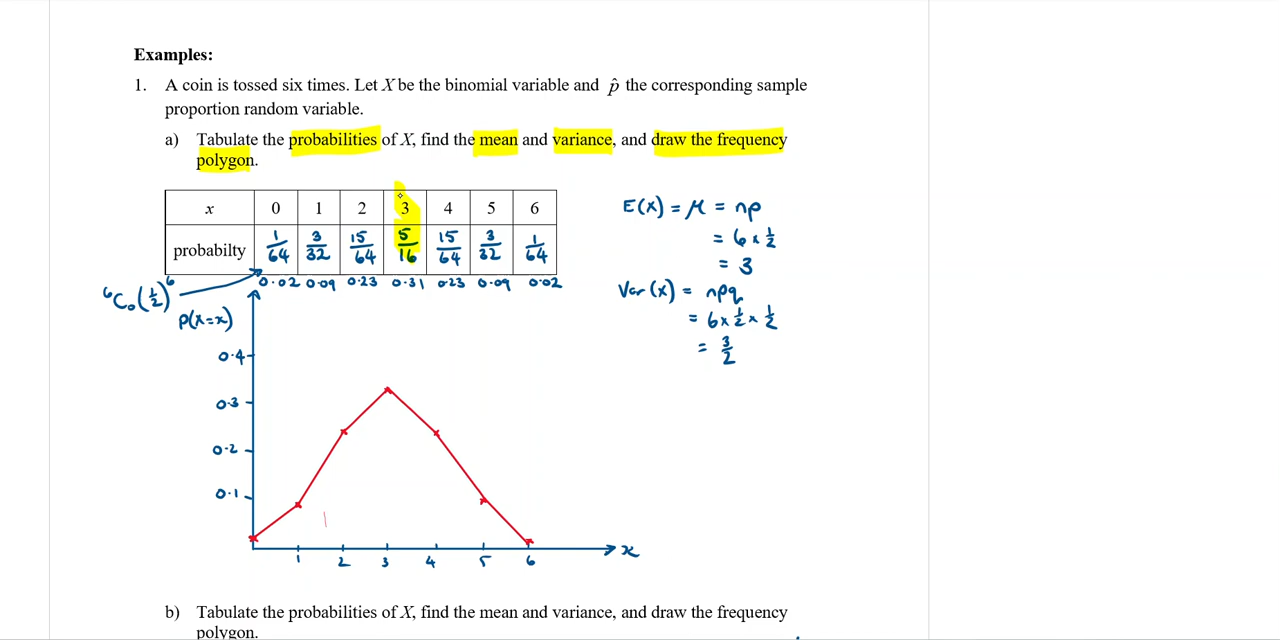 Examples:
1. A coin is tossed six times. Let X be the binomial variable and p̂ the corresponding sample
proportion random variable.
a) Tabulate the probabilities of X, find the mean and variance, and draw the frequency
polygon.
x 0 1 2 3 4 5 6
probabilty 1/64 3/32 15/64 5/16 15/64 3/32 1/64
0.02 0.09 0.23 0.31 0.23 0.09 0.02
⁶C₀(½)⁶
E(x) = μ = np
= 6 × ½
= 3
Var(x) = npq
= 6 × ½ × ½
= 3/2
P(X=x)
0.4
0.3
0.2
0.1
1 2 3 4 5 6 x
b) Tabulate the probabilities of X, find the mean and variance, and draw the frequency
polygon.